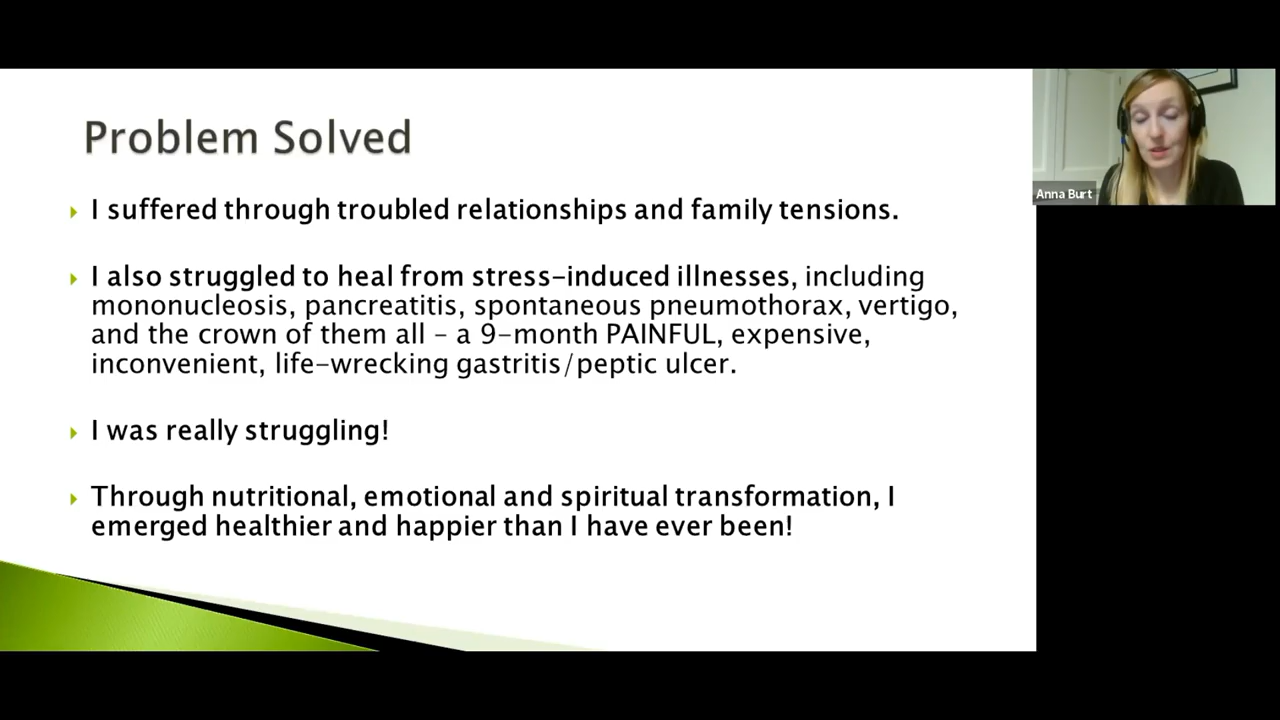 Problem Solved
I suffered through troubled relationships and family tensions.
I also struggled to heal from stress-induced illnesses, including
mononucleosis, pancreatitis, spontaneous pneumothorax, vertigo,
and the crown of them all – a 9-month PAINFUL, expensive,
inconvenient, life-wrecking gastritis/peptic ulcer.
I was really struggling!
Through nutritional, emotional and spiritual transformation, I
emerged healthier and happier than I have ever been!
Anna Burt